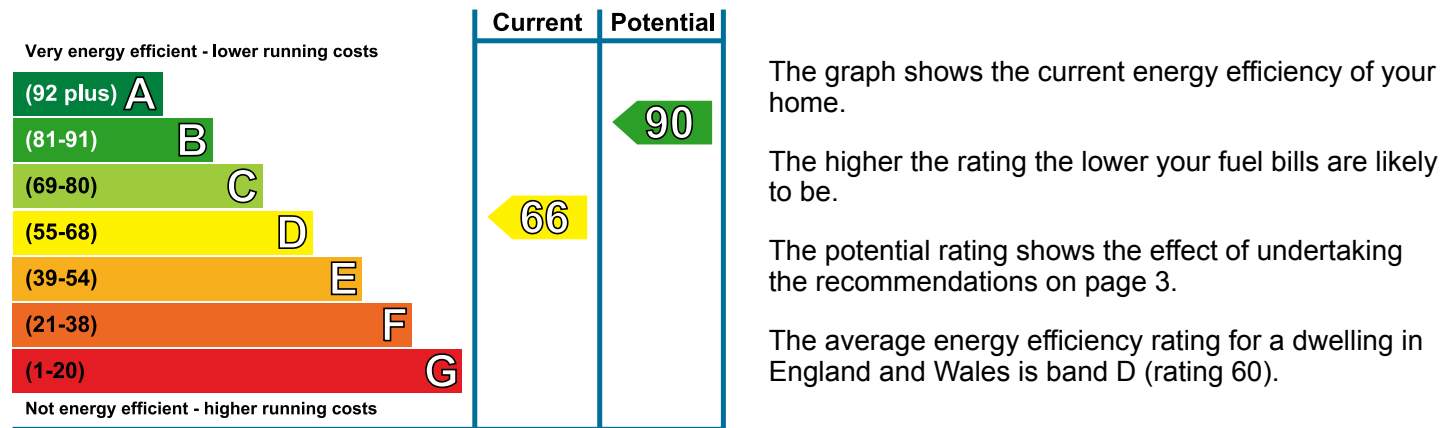 Current Potential
Very energy efficient - lower running costs
(92 plus) A
(81-91) B
(69-80) C
(55-68) D
(39-54) E
(21-38) F
(1-20) G
Not energy efficient - higher running costs
66
90
The graph shows the current energy efficiency of your
home.
The higher the rating the lower your fuel bills are likely
to be.
The potential rating shows the effect of undertaking
the recommendations on page 3.
The average energy efficiency rating for a dwelling in
England and Wales is band D (rating 60).